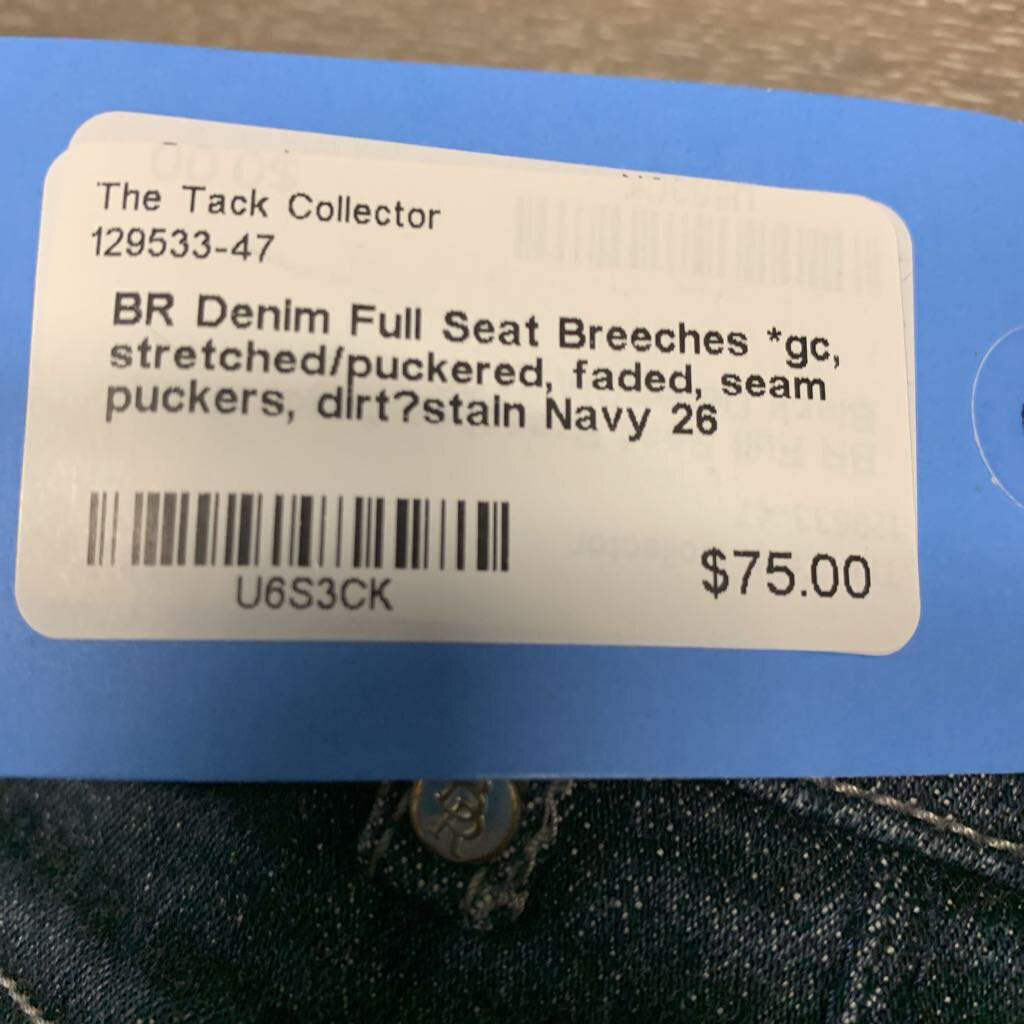 The Tack Collector
129533-47
BR Denim Full Seat Breeches *gc,
stretched/puckered, faded, seam
puckers, dirt?stain Navy 26
U6S3CK
$75.00
BR